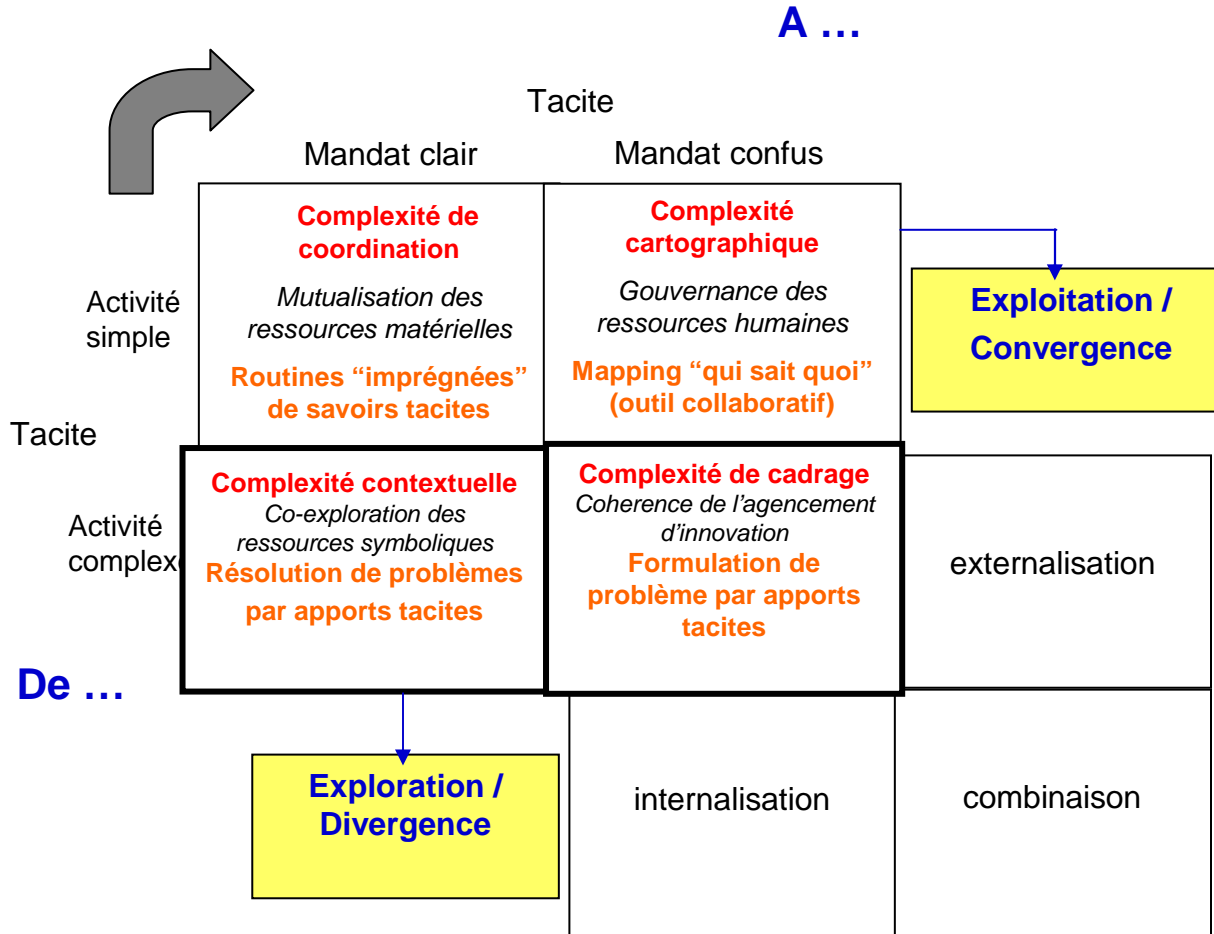 A …
Tacite
Mandat clair
Mandat confus
Complexité de
coordination
Mutualisation des
ressources matérielles
Routines “imprégnées”
de savoirs tacites
Complexité
cartographique
Gouvernance des
ressources humaines
Mapping “qui sait quoi”
(outil collaboratif)
Activité
simple
Exploitation /
Convergence
Tacite
Activité
complexe
Complexité contextuelle
Co-exploration des
ressources symboliques
Résolution de problèmes
par apports tacites
Complexité de cadrage
Coherence de l’agencement
d’innovation
Formulation de
problème par apports
tacites
externalisation
De …
Exploration /
Divergence
internalisation
combinaison